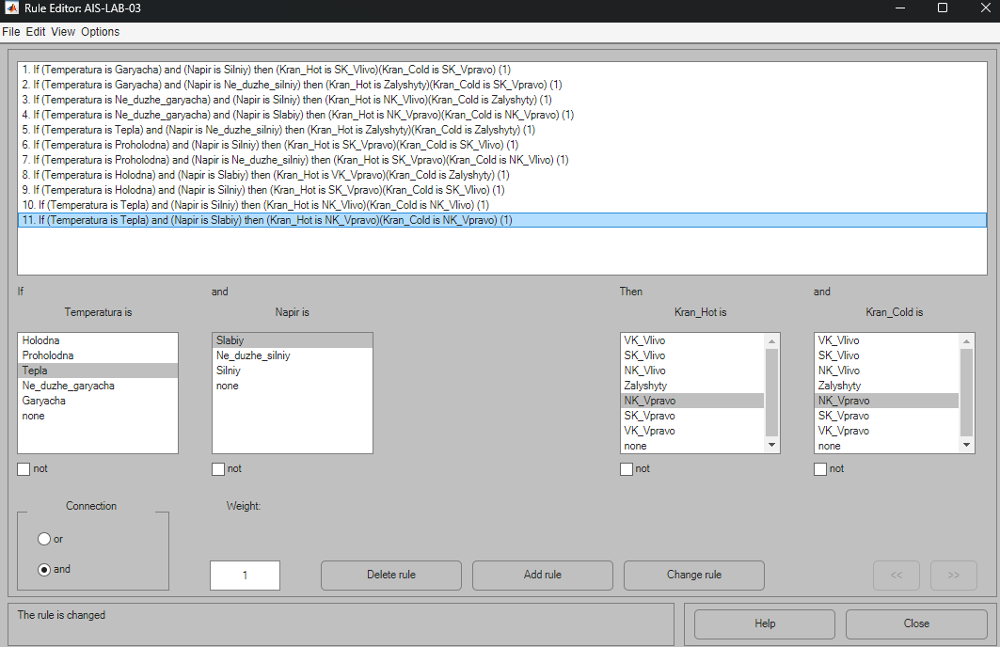 Rule Editor: AIS-LAB-03
File Edit View Options
1. If (Temperatura is Garyacha) and (Napir is Silniy) then (Kran_Hot is SK_Vlivo)(Kran_Cold is SK_Vpravo) (1)
2. If (Temperatura is Garyacha) and (Napir is Ne_duzhe_silniy) then (Kran_Hot is Zalyshyty)(Kran_Cold is SK_Vpravo) (1)
3. If (Temperatura is Ne_duzhe_garyacha) and (Napir is Silniy) then (Kran_Hot is NK_Vlivo)(Kran_Cold is Zalyshyty) (1)
4. If (Temperatura is Ne_duzhe_garyacha) and (Napir is Slabiy) then (Kran_Hot is NK_Vpravo)(Kran_Cold is NK_Vpravo) (1)
5. If (Temperatura is Tepla) and (Napir is Ne_duzhe_silniy) then (Kran_Hot is Zalyshyty)(Kran_Cold is Zalyshyty) (1)
6. If (Temperatura is Proholodna) and (Napir is Silniy) then (Kran_Hot is SK_Vpravo)(Kran_Cold is SK_Vlivo) (1)
7. If (Temperatura is Proholodna) and (Napir is Ne_duzhe_silniy) then (Kran_Hot is SK_Vpravo)(Kran_Cold is NK_Vlivo) (1)
8. If (Temperatura is Holodna) and (Napir is Slabiy) then (Kran_Hot is VK_Vpravo)(Kran_Cold is Zalyshyty) (1)
9. If (Temperatura is Holodna) and (Napir is Silniy) then (Kran_Hot is SK_Vpravo)(Kran_Cold is SK_Vlivo) (1)
10. If (Temperatura is Tepla) and (Napir is Silniy) then (Kran_Hot is NK_Vlivo)(Kran_Cold is NK_Vlivo) (1)
11. If (Temperatura is Tepla) and (Napir is Slabiy) then (Kran_Hot is NK_Vpravo)(Kran_Cold is NK_Vpravo) (1)
If
Temperatura is
Holodna
Proholodna
Tepla
Ne_duzhe_garyacha
Garyacha
none
not
and
Napir is
Slabiy
Ne_duzhe_silniy
Silniy
none
not
Then
Kran_Hot is
VK_Vlivo
SK_Vlivo
NK_Vlivo
Zalyshyty
NK_Vpravo
SK_Vpravo
VK_Vpravo
none
not
and
Kran_Cold is
VK_Vlivo
SK_Vlivo
NK_Vlivo
Zalyshyty
NK_Vpravo
SK_Vpravo
VK_Vpravo
none
not
Connection
or
and
Weight:
1
Delete rule
Add rule
Change rule
<<
>>
The rule is changed
Help
Close